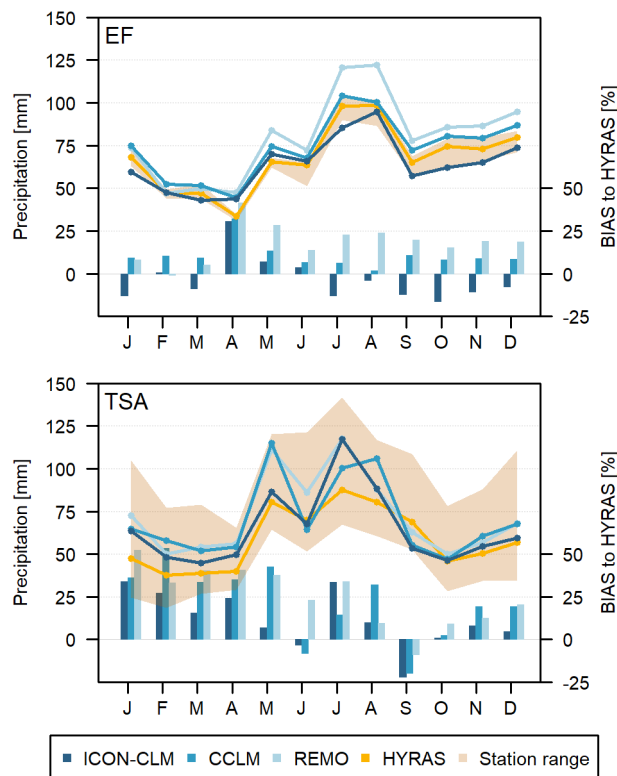 EF
150
125
100
75
50
25
0
50
25
0
-25
Precipitation [mm]
BIAS to HYRAS [%]
J F M A M J J A S O N D
TSA
150
125
100
75
50
25
0
50
25
0
-25
Precipitation [mm]
BIAS to HYRAS [%]
J F M A M J J A S O N D
ICON-CLM CCLM REMO HYRAS Station range